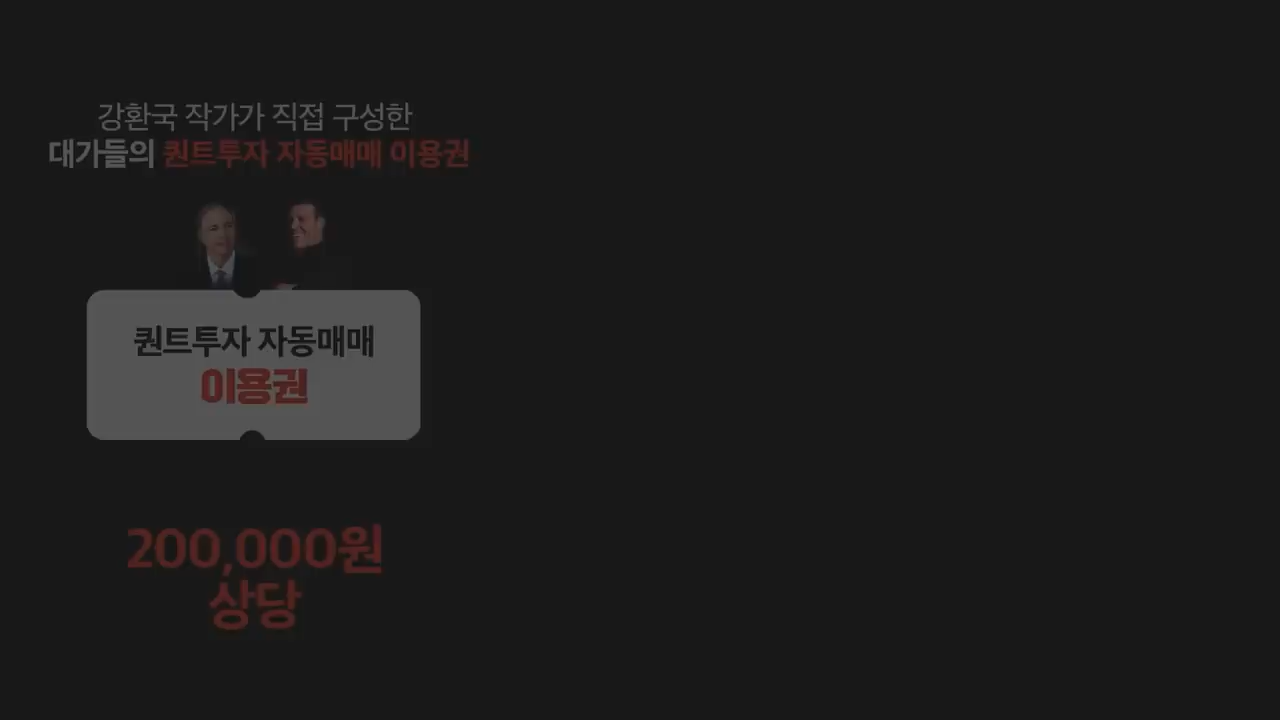 강환국 작가가 직접 구성한
대가들의 퀀트투자 자동매매 이용권
퀀트투자 자동매매
이용권
200,000원
상당